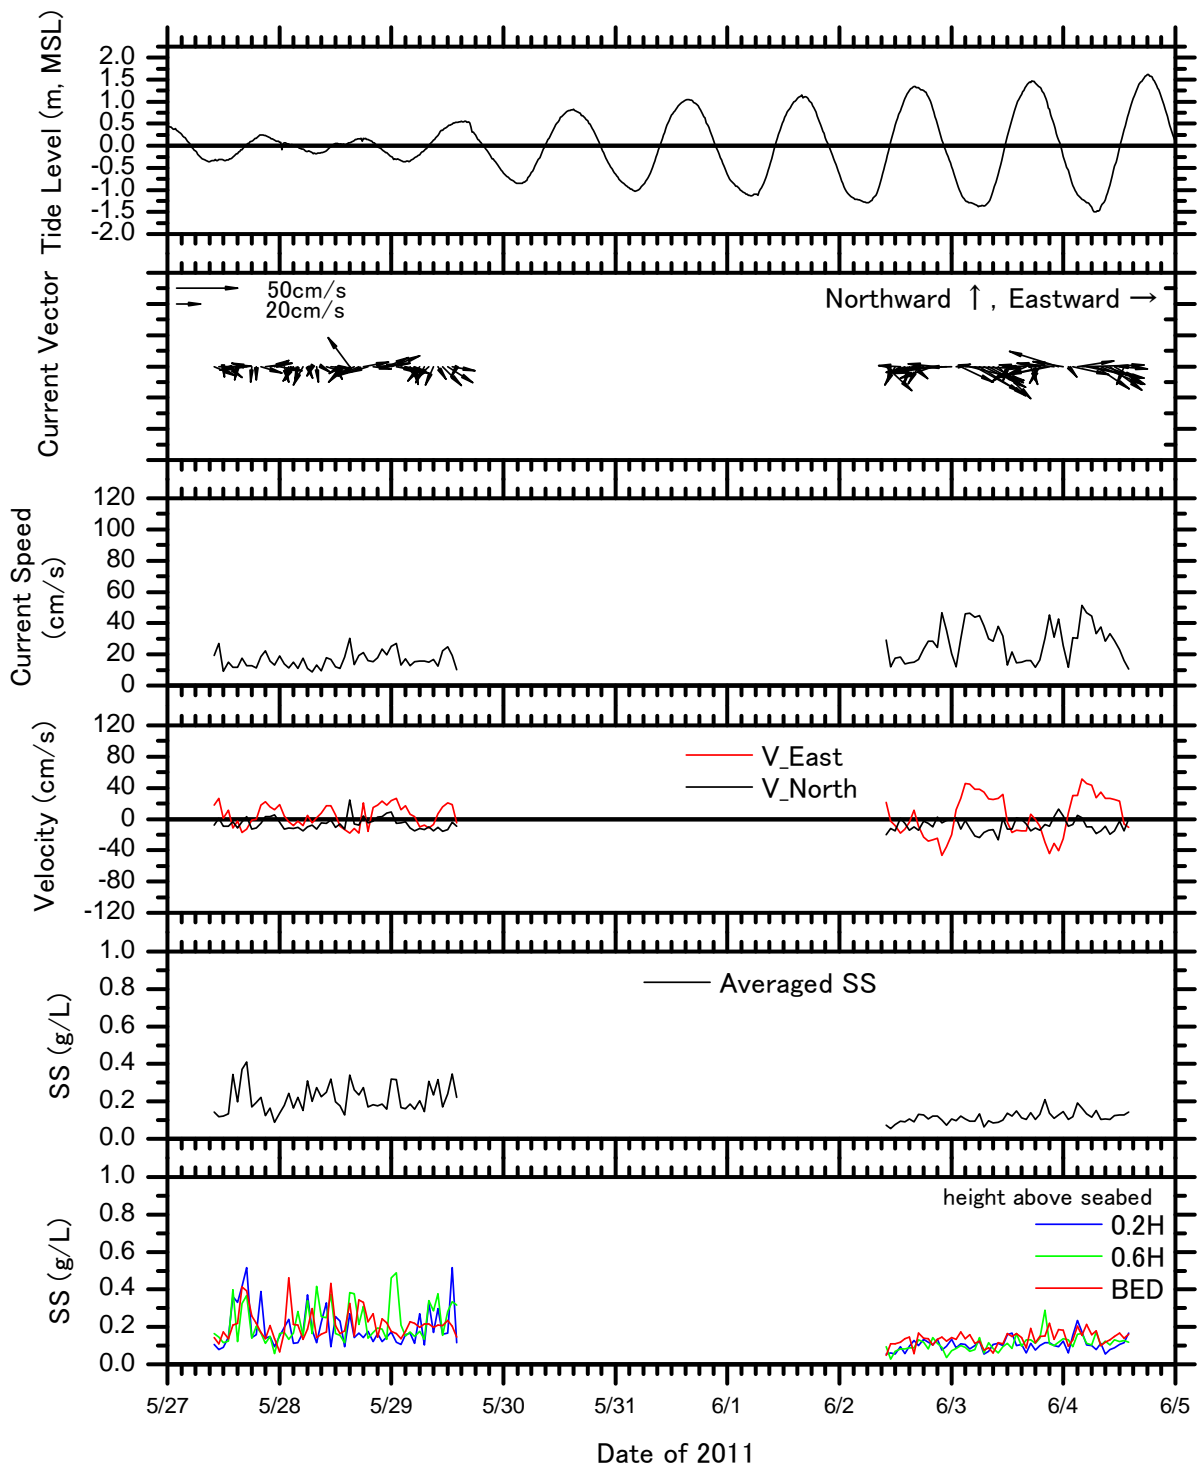 Tide Level (m, MSL)
2.0
1.5
1.0
0.5
0.0
-0.5
-1.0
-1.5
-2.0
Current Vector
50cm/s
20cm/s
Northward ↑ , Eastward →
Current Speed
(cm/s)
120
100
80
60
40
20
0
Velocity (cm/s)
120
80
40
0
-40
-80
-120
V_East
V_North
SS (g/L)
1.0
0.8
0.6
0.4
0.2
0.0
Averaged SS
SS (g/L)
1.0
0.8
0.6
0.4
0.2
0.0
height above seabed
0.2H
0.6H
BED
5/27 5/28 5/29 5/30 5/31 6/1 6/2 6/3 6/4 6/5
Date of 2011